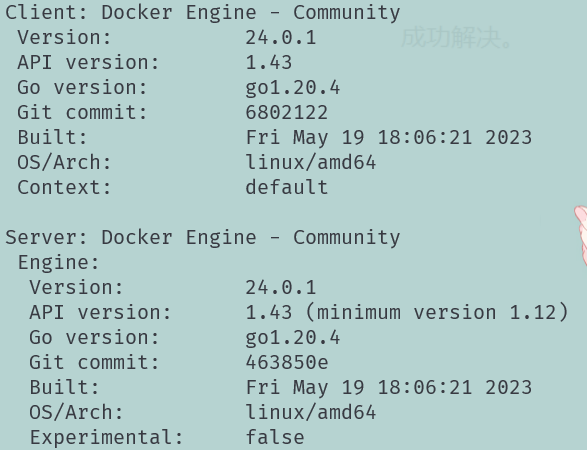 Client: Docker Engine - Community
成功解决。
Version: 24.0.1
API version: 1.43
Go version: go1.20.4
Git commit: 6802122
Built: Fri May 19 18:06:21 2023
OS/Arch: linux/amd64
Context: default
Server: Docker Engine - Community
Engine:
Version: 24.0.1
API version: 1.43 (minimum version 1.12)
Go version: go1.20.4
Git commit: 463850e
Built: Fri May 19 18:06:21 2023
OS/Arch: linux/amd64
Experimental: false